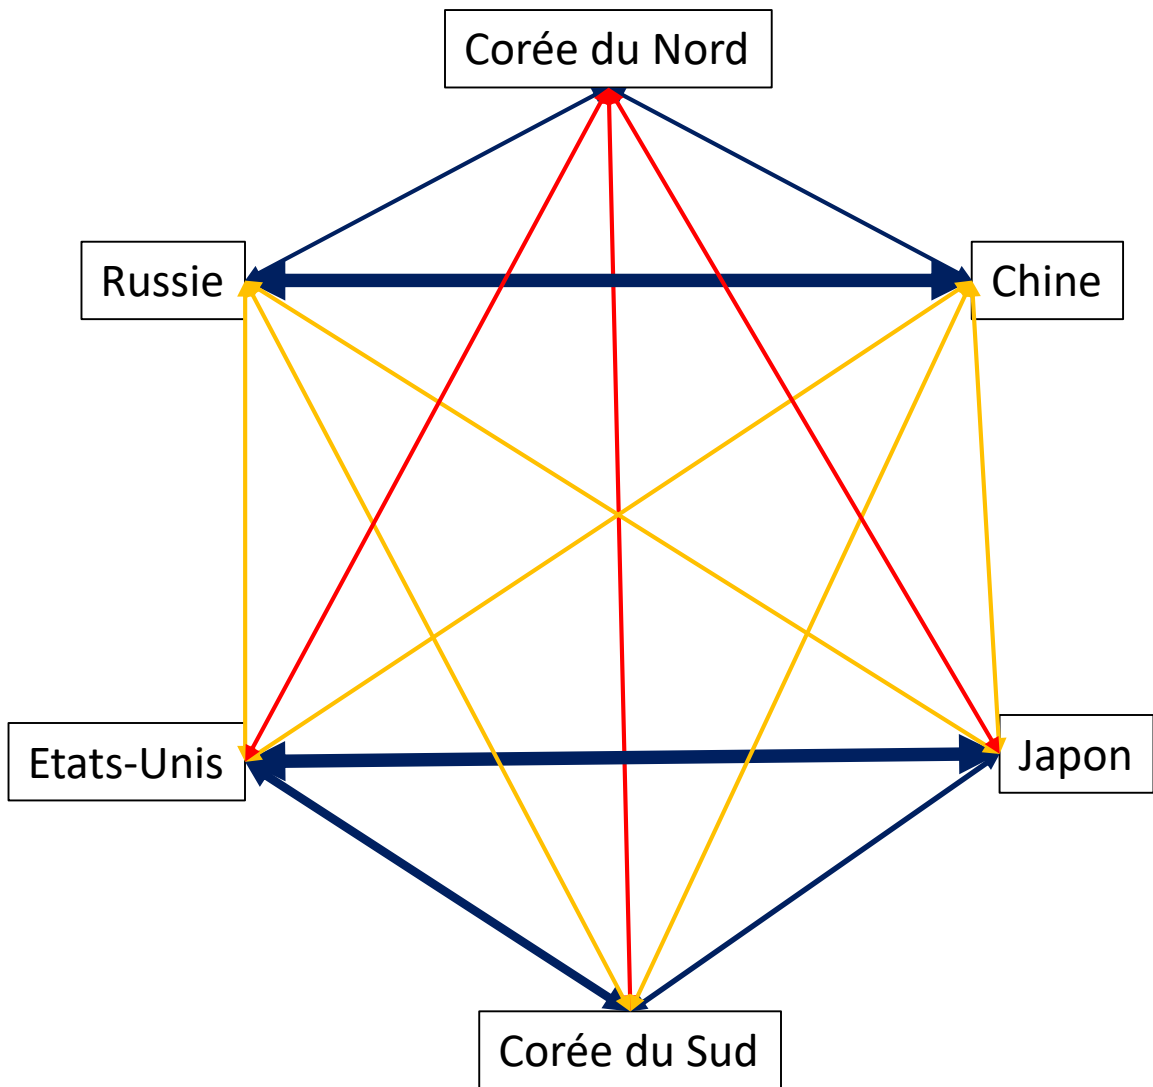 Corée du Nord
Russie
Chine
Etats-Unis
Japon
Corée du Sud